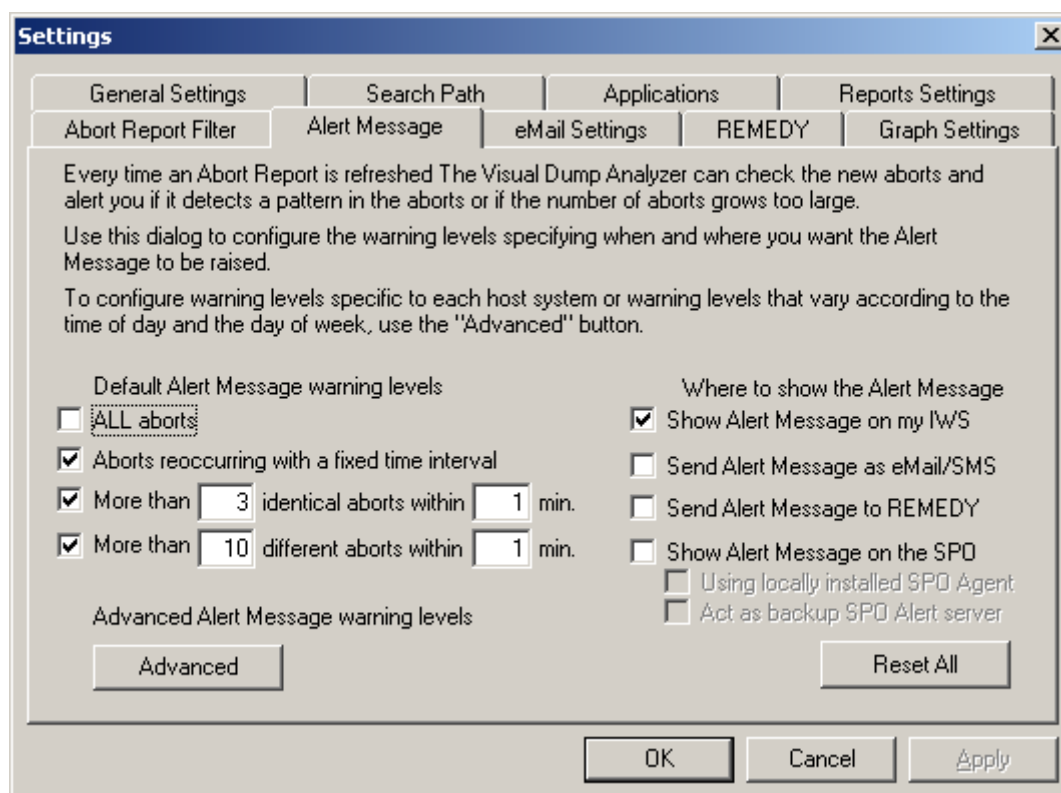 Settings
General Settings Search Path Applications Reports Settings
Abort Report Filter Alert Message eMail Settings REMEDY Graph Settings
Every time an Abort Report is refreshed The Visual Dump Analyzer can check the new aborts and
alert you if it detects a pattern in the aborts or if the number of aborts grows too large.
Use this dialog to configure the warning levels specifying when and where you want the Alert
Message to be raised.
To configure warning levels specific to each host system or warning levels that vary according to the
time of day and the day of week, use the "Advanced" button.
Default Alert Message warning levels
ALL aborts
Aborts reoccurring with a fixed time interval
More than 3 identical aborts within 1 min.
More than 10 different aborts within 1 min.
Advanced Alert Message warning levels
Advanced
Where to show the Alert Message
Show Alert Message on my IWS
Send Alert Message as eMail/SMS
Send Alert Message to REMEDY
Show Alert Message on the SPO
Using locally installed SPO Agent
Act as backup SPO Alert server
Reset All
OK Cancel Apply